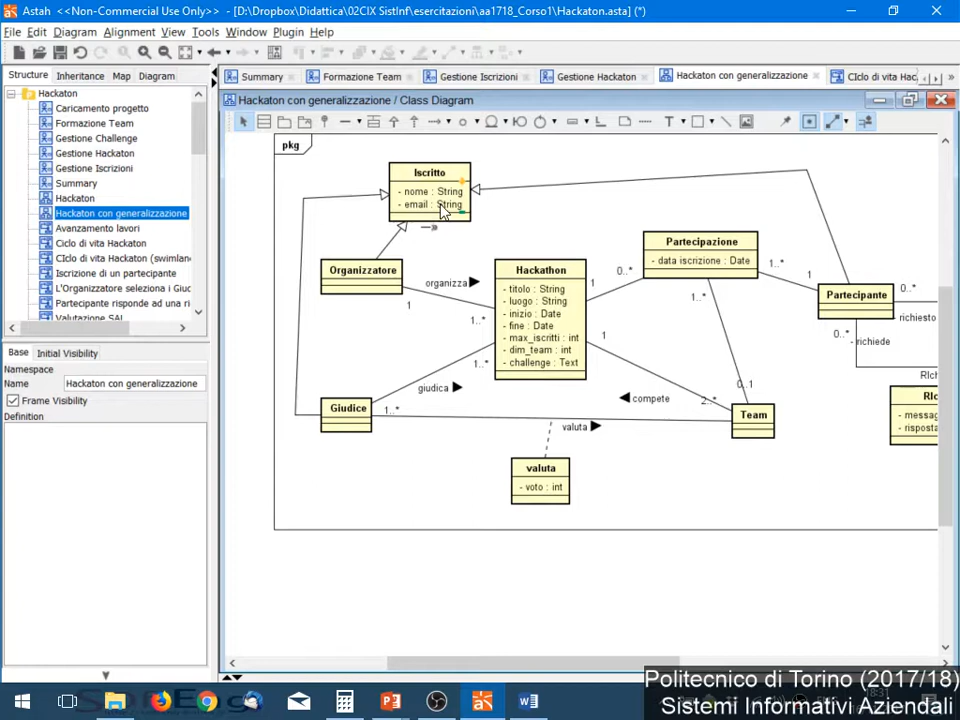 Astah <<Non-Commercial Use Only>> - [D:\Dropbox\Didattica\02CIX SistInf\esercitazioni\aa1718_Corso1\Hackaton.asta] (*)
File Edit Diagram Alignment View Tools Window Plugin Help
Structure Inheritance Map Diagram
Summary Formazione Team Gestione Iscrizioni Gestione Hackaton Hackaton con generalizzazione CIclo di vita Hac
Hackaton
Caricamento progetto
Formazione Team
Gestione Challenge
Gestione Hackaton
Gestione Iscrizioni
Summary
Hackaton
Hackaton con generalizzazione
Avanzamento lavori
Ciclo di vita Hackaton
CIclo di vita Hackaton (swimlan
Iscrizione di un partecipante
L'Organizzatore seleziona i Giud
Partecipante risponde ad una ri
Valutazione SAL
Base Initial Visibility
Namespace
Name Hackaton con generalizzazione
Frame Visibility
Definition
Hackaton con generalizzazione / Class Diagram
pkg
Iscritto
- nome : String
- email : String
Organizzatore
organizza
1
1..*
Hackathon
- titolo : String
- luogo : String
- inizio : Date
- fine : Date
- max_iscritti : int
- dim_team : int
- challenge : Text
1
0..*
Partecipazione
- data iscrizione : Date
1..*
1
1..*
Partecipante
0..*
richiesto
0..*
richiede
RIch
RIc
- messag
- risposta
1
compete
2..*
0..1
Team
1..*
giudica
Giudice
1..*
valuta
valuta
- voto : int
Politecnico di Torino (2017/18)
Sistemi Informativi Aziendali
18:31